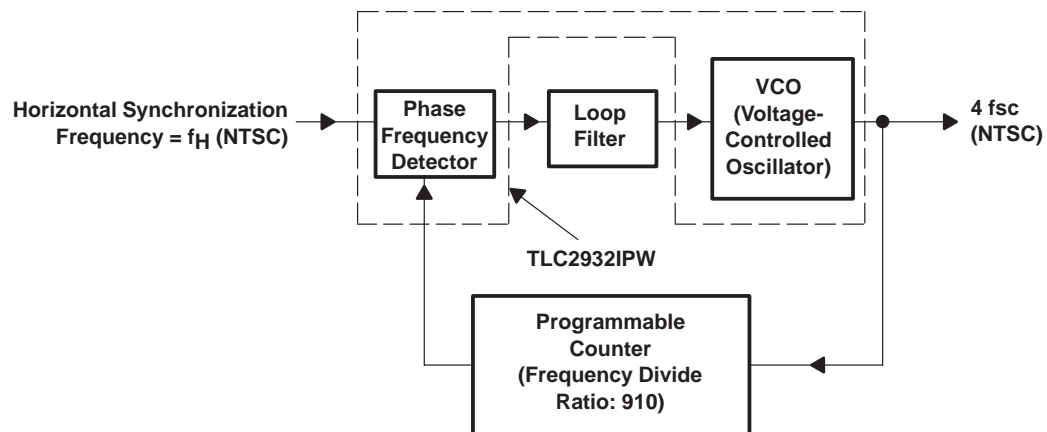 Horizontal Synchronization
Frequency = fH (NTSC)
Phase
Frequency
Detector
Loop
Filter
VCO
(Voltage-
Controlled
Oscillator)
4 fsc
(NTSC)
TLC2932IPW
Programmable
Counter
(Frequency Divide
Ratio: 910)